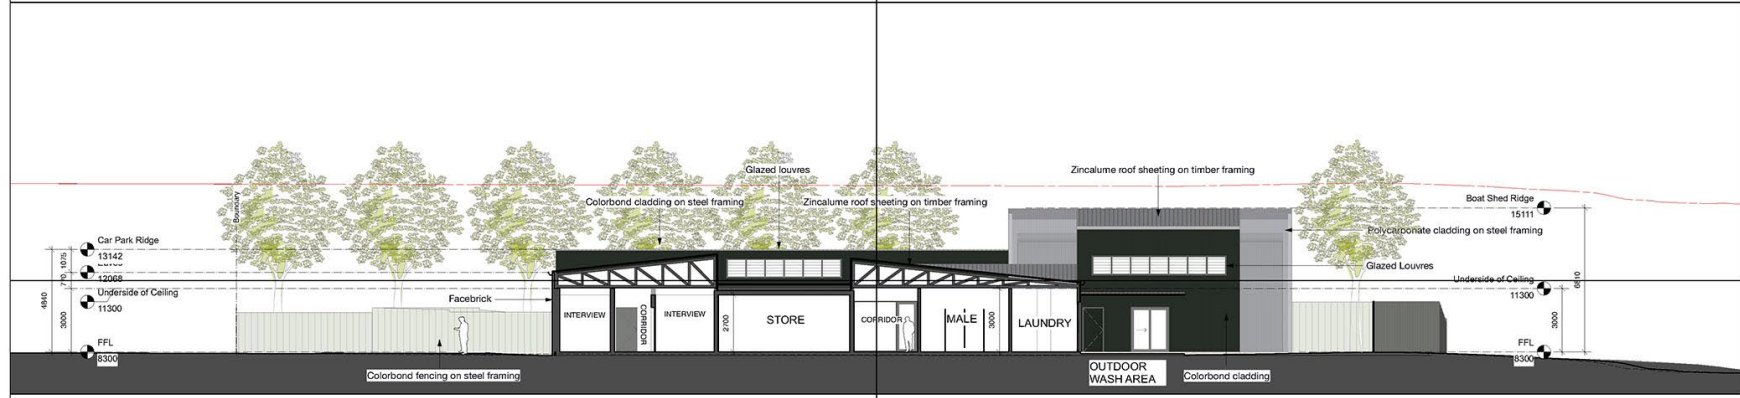 Glazed louvres
Zincalume roof sheeting on timber framing
Colorbond cladding on steel framing
Zincalume roof sheeting on timber framing
Boundary
Boat Shed Ridge
15111
Polycarbonate cladding on steel framing
Car Park Ridge
13142
12068
Glazed Louvres
Underside of Ceiling
11300
Underside of Ceiling
11300
1075
770
4840
3000
6810
3000
Facebrick
INTERVIEW
CORRIDOR
INTERVIEW
2700
STORE
CORRIDOR
MALE
3000
LAUNDRY
FFL
8300
FFL
8300
Colorbond fencing on steel framing
OUTDOOR
WASH AREA
Colorbond cladding